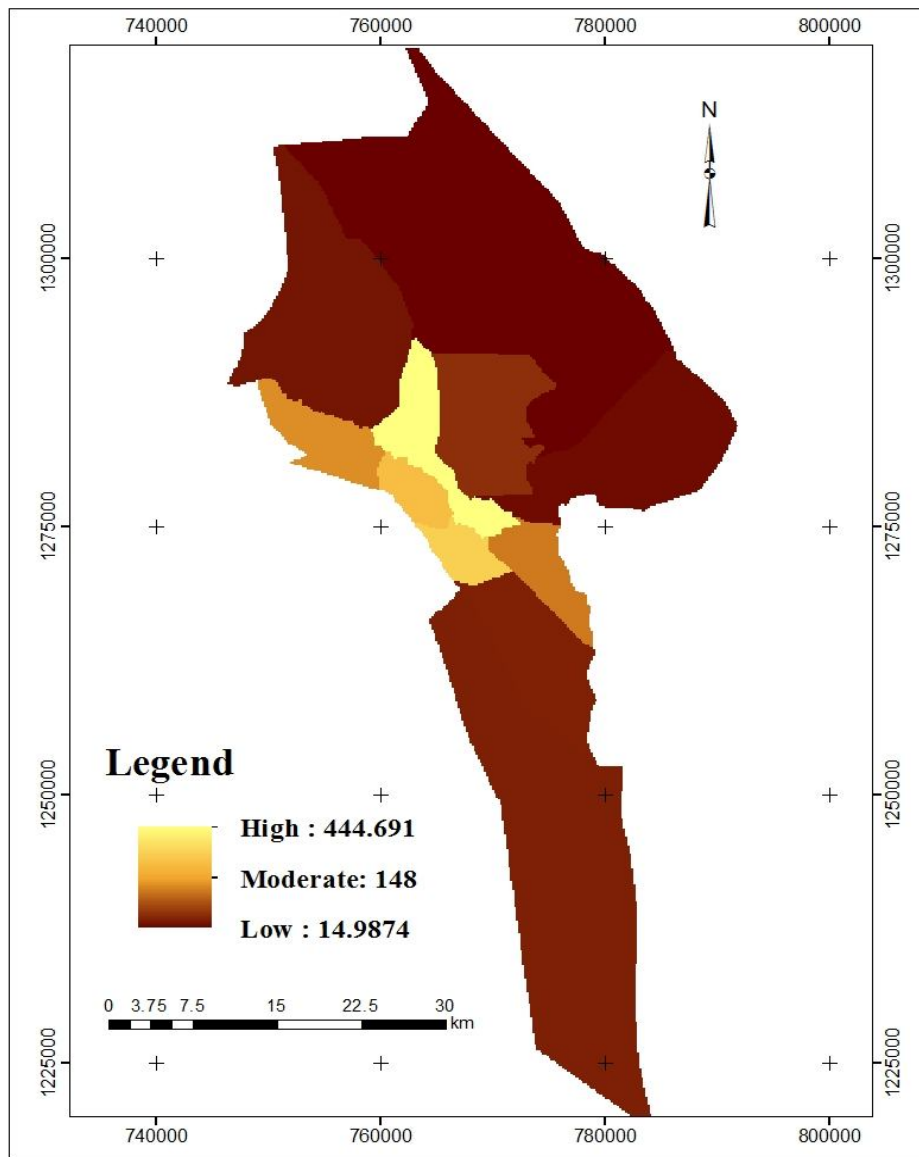 740000 760000 780000 800000
N
1300000 1300000
1275000 1275000
1250000 1250000
1225000 1225000
Legend
High : 444.691
Moderate: 148
Low : 14.9874
0 3.75 7.5 15 22.5 30
km
740000 760000 780000 800000